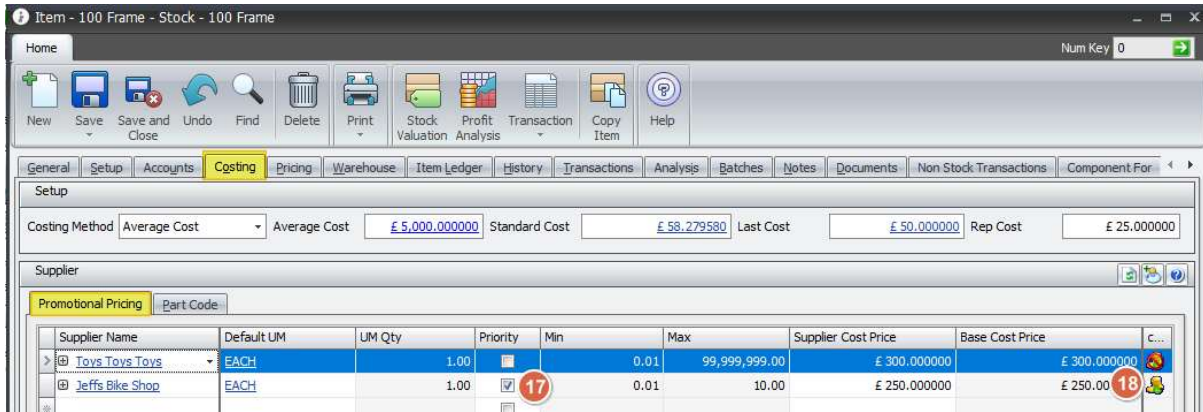 Item - 100 Frame - Stock - 100 Frame
Home
Num Key 0
New Save Save and Close Undo Find Delete Print Stock Valuation Profit Analysis Transaction Copy Item Help
General Setup Accounts Costing Pricing Warehouse Item Ledger History Transactions Analysis Batches Notes Documents Non Stock Transactions Component For
Setup
Costing Method Average Cost Average Cost £ 5,000.000000 Standard Cost £ 58.279580 Last Cost £ 50.000000 Rep Cost £ 25.000000
Supplier
Promotional Pricing Part Code
Supplier Name Default UM UM Qty Priority Min Max Supplier Cost Price Base Cost Price c...
Toys Toys Toys EACH 1.00 0.01 99,999,999.00 £ 300.000000 £ 300.000000
Jeffs Bike Shop EACH 1.00 17 0.01 10.00 £ 250.000000 £ 250.00 18